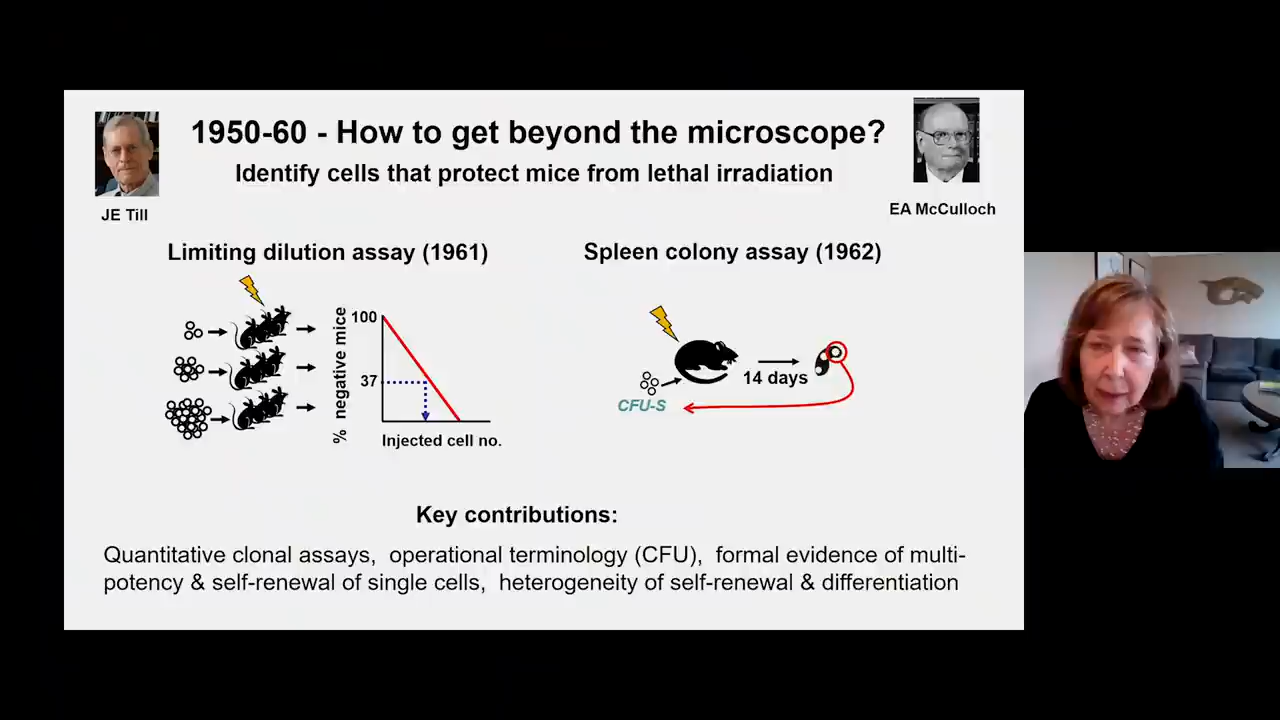 1950-60 - How to get beyond the microscope?
Identify cells that protect mice from lethal irradiation
JE Till
EA McCulloch
Limiting dilution assay (1961)
% negative mice
100
37
Injected cell no.
Spleen colony assay (1962)
14 days
CFU-S
Key contributions:
Quantitative clonal assays, operational terminology (CFU), formal evidence of multi-
potency & self-renewal of single cells, heterogeneity of self-renewal & differentiation